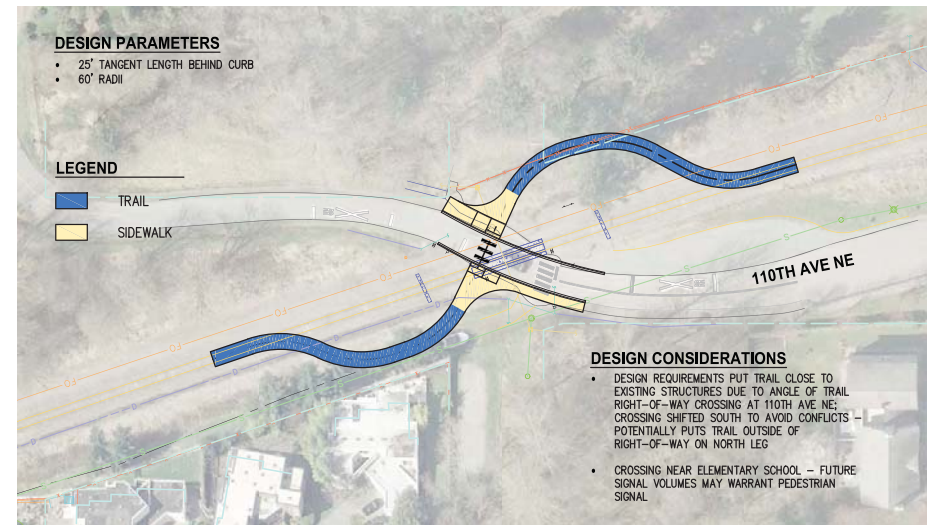 DESIGN PARAMETERS
• 25' TANGENT LENGTH BEHIND CURB
• 60' RADII
LEGEND
TRAIL
SIDEWALK
110TH AVE NE
DESIGN CONSIDERATIONS
• DESIGN REQUIREMENTS PUT TRAIL CLOSE TO
EXISTING STRUCTURES DUE TO ANGLE OF TRAIL
RIGHT-OF-WAY CROSSING AT 110TH AVE NE;
CROSSING SHIFTED SOUTH TO AVOID CONFLICTS –
POTENTIALLY PUTS TRAIL OUTSIDE OF
RIGHT-OF-WAY ON NORTH LEG
• CROSSING NEAR ELEMENTARY SCHOOL – FUTURE
SIGNAL VOLUMES MAY WARRANT PEDESTRIAN
SIGNAL